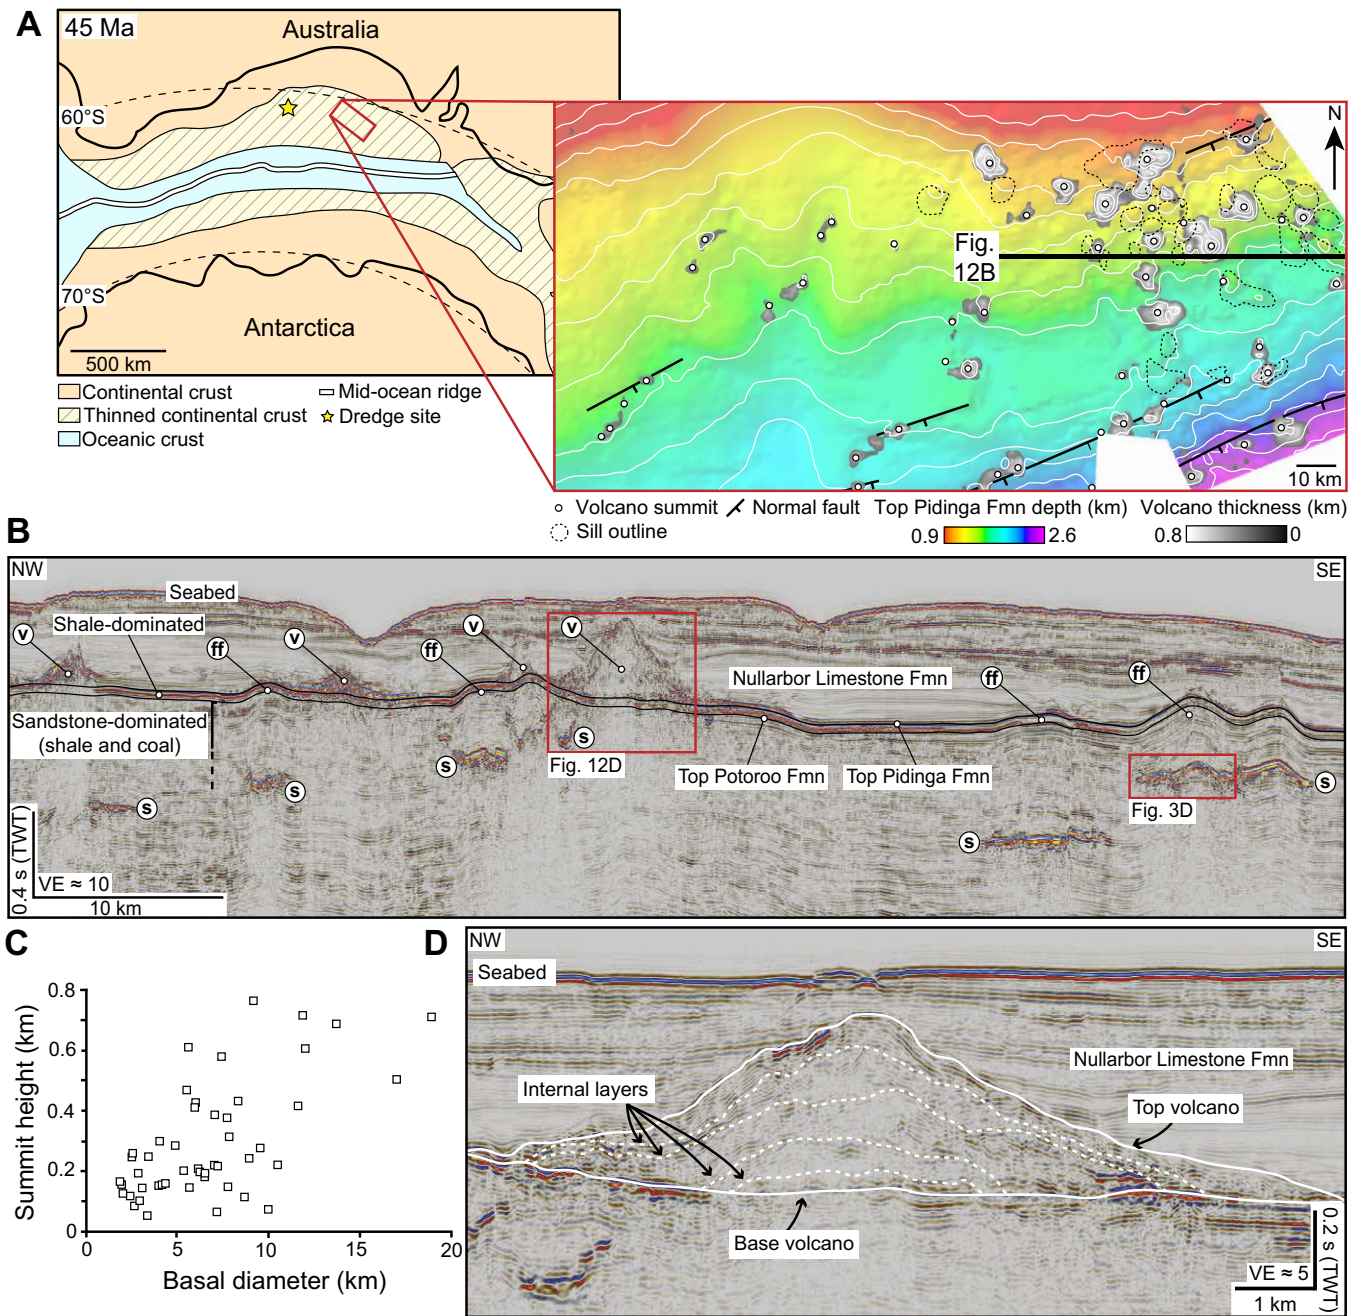 A
45 Ma
Australia
60°S
70°S
Antarctica
500 km
Continental crust
Mid-ocean ridge
Thinned continental crust
Dredge site
Oceanic crust
N
Fig.
12B
10 km
Volcano summit
Normal fault
Top Pidinga Fmn depth (km)
Volcano thickness (km)
Sill outline
0.9
2.6
0.8
0
B
NW
SE
Seabed
v
Shale-dominated
ff
v
ff
v
v
Nullarbor Limestone Fmn
ff
ff
Sandstone-dominated
(shale and coal)
s
s
s
s
Fig. 12D
Top Potoroo Fmn
Top Pidinga Fmn
Fig. 3D
s
s
0.4 s (TWT)
VE ≈ 10
10 km
C
Summit height (km)
0.8
0.6
0.4
0.2
0
0
5
10
15
20
Basal diameter (km)
D
NW
SE
Seabed
Nullarbor Limestone Fmn
Internal layers
Top volcano
Base volcano
0.2 s (TWT)
VE ≈ 5
1 km